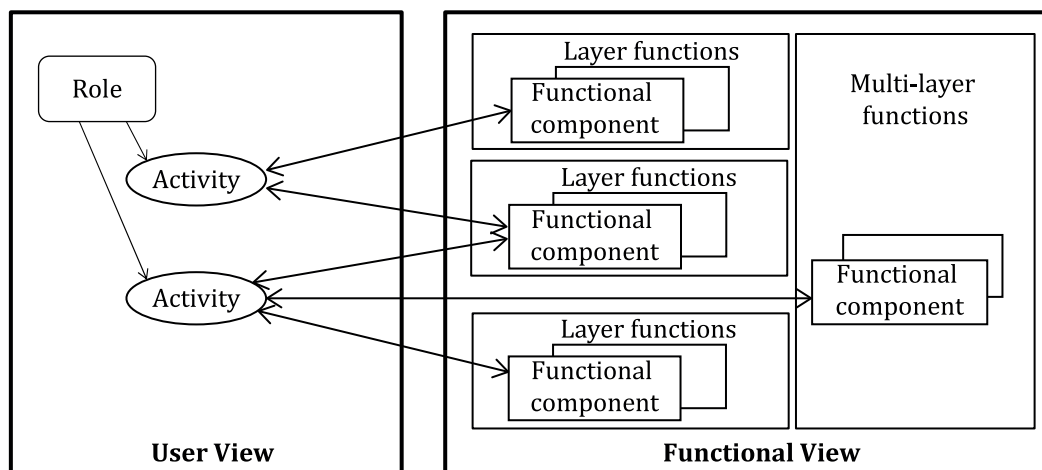 Role
Activity
Activity
User View
Layer functions
Functional
component
Layer functions
Functional
component
Layer functions
Functional
component
Multi-layer
functions
Functional
component
Functional View